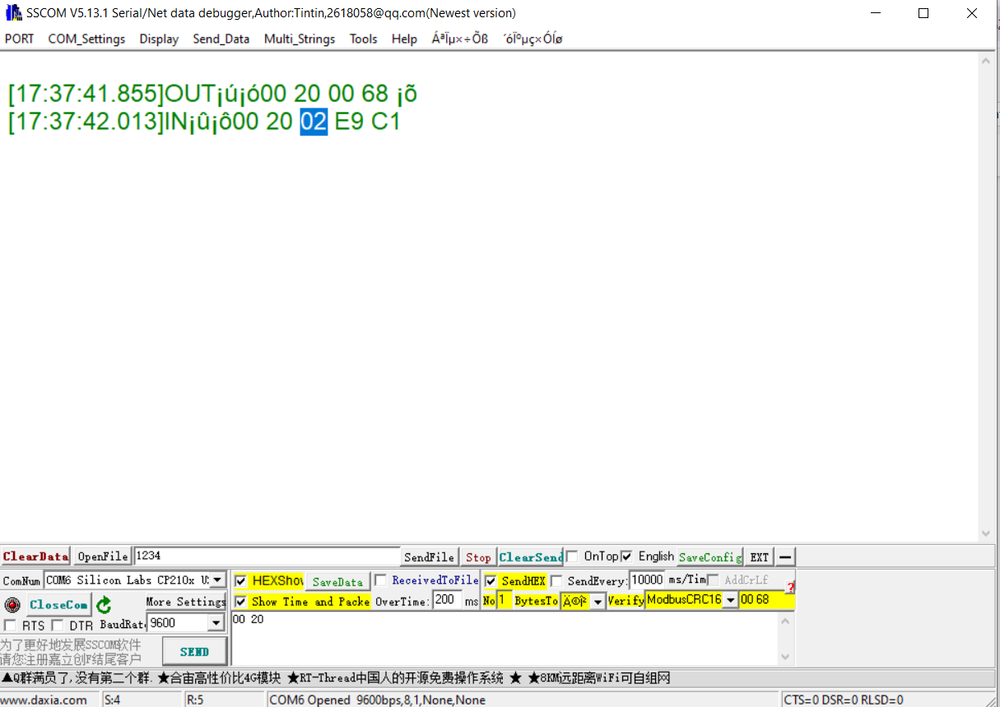 SSCOM V5.13.1 Serial/Net data debugger,Author:Tintin,2618058@qq.com(Newest version)
PORT COM_Settings Display Send_Data Multi_Strings Tools Help ÁªÏµ×÷Õß ´óÏºµç×ÓÍø
[17:37:41.855]OUT¡ú¡ó00 20 00 68 ¡õ
[17:37:42.013]IN¡û¡ô00 20 02 E9 C1
ClearData OpenFile 1234 SendFile Stop ClearSend OnTop English SaveConfig EXT —
ComNum COM6 Silicon Labs CP210x U HEXShow SaveData ReceivedToFile SendHEX SendEvery: 10000 ms/Tim AddCrLf
CloseCom More Settings Show Time and Packe OverTime: 200 ms No 1 BytesTo Verify ModbusCRC16 00 68
RTS DTR BaudRat 9600 00 20
为了更好地发展SSCOM软件
请您注册嘉立创F结尾客户
SEND
▲Q群满员了,没有第二个群. ★合宙高性价比4G模块 ★RT-Thread中国人的开源免费操作系统 ★ ★8KM远距离WiFi可自组网
www.daxia.com S:4 R:5 COM6 Opened 9600bps,8,1,None,None CTS=0 DSR=0 RLSD=0